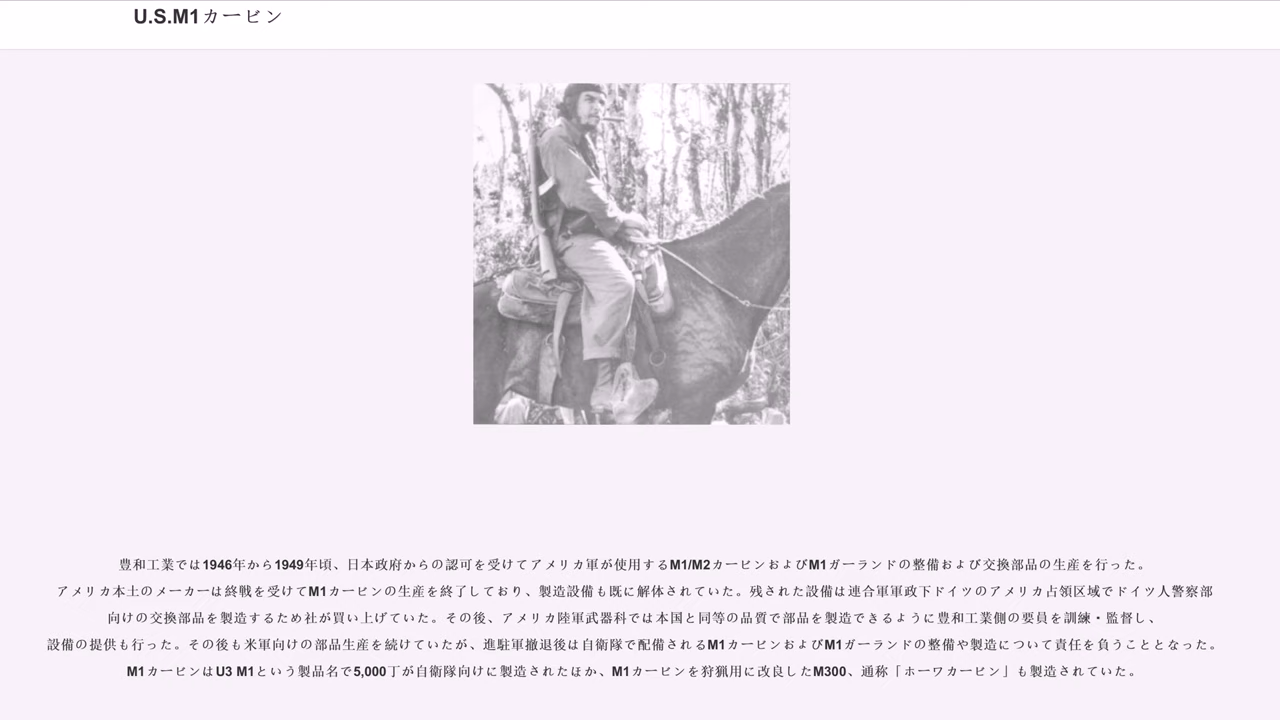 U.S.M1カービン
豊和工業では1946年から1949年頃、日本政府からの認可を受けてアメリカ軍が使用するM1/M2カービンおよびM1ガーランドの整備および交換部品の生産を行った。
アメリカ本土のメーカーは終戦を受けてM1カービンの生産を終了しており、製造設備も既に解体されていた。残された設備は連合軍軍政下ドイツのアメリカ占領区域でドイツ人警察部
向けの交換部品を製造するため社が買い上げていた。その後、アメリカ陸軍武器科では本国と同等の品質で部品を製造できるように豊和工業側の要員を訓練・監督し、
設備の提供も行った。その後も米軍向けの部品生産を続けていたが、進駐軍撤退後は自衛隊で配備されるM1カービンおよびM1ガーランドの整備や製造について責任を負うこととなった。
M1カービンはU3 M1という製品名で5,000丁が自衛隊向けに製造されたほか、M1カービンを狩猟用に改良したM300、通称「ホーワカービン」も製造されていた。